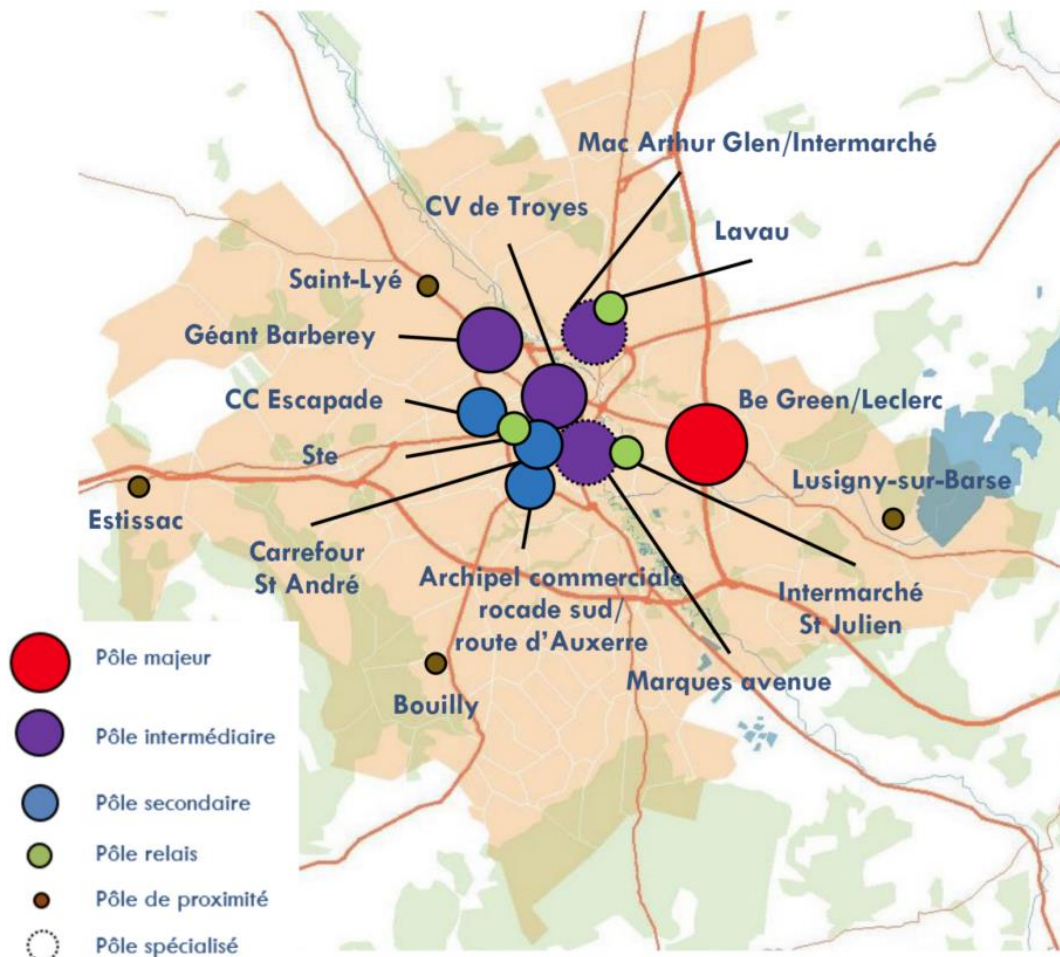 Mac Arthur Glen/Intermarché
CV de Troyes
Lavau
Saint-Lyé
Géant Barberey
CC Escapade
Be Green/Leclerc
Ste
Lusigny-sur-Barse
Estissac
Carrefour
St André
Archipel commerciale
rocade sud/
route d'Auxerre
Intermarché
St Julien
Marques avenue
Bouilly
Pôle majeur
Pôle intermédiaire
Pôle secondaire
Pôle relais
Pôle de proximité
Pôle spécialisé